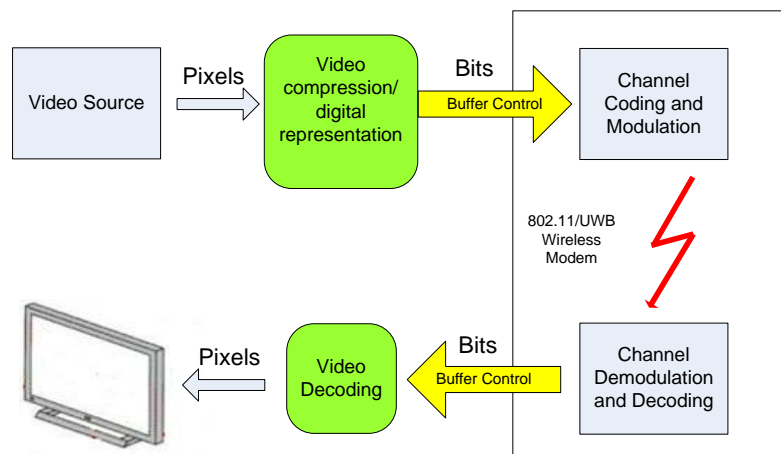 Video Source
Pixels
Video
compression/
digital
representation
Bits
Buffer Control
Channel
Coding and
Modulation
802.11/UWB
Wireless
Modem
Pixels
Video
Decoding
Bits
Buffer Control
Channel
Demodulation
and Decoding